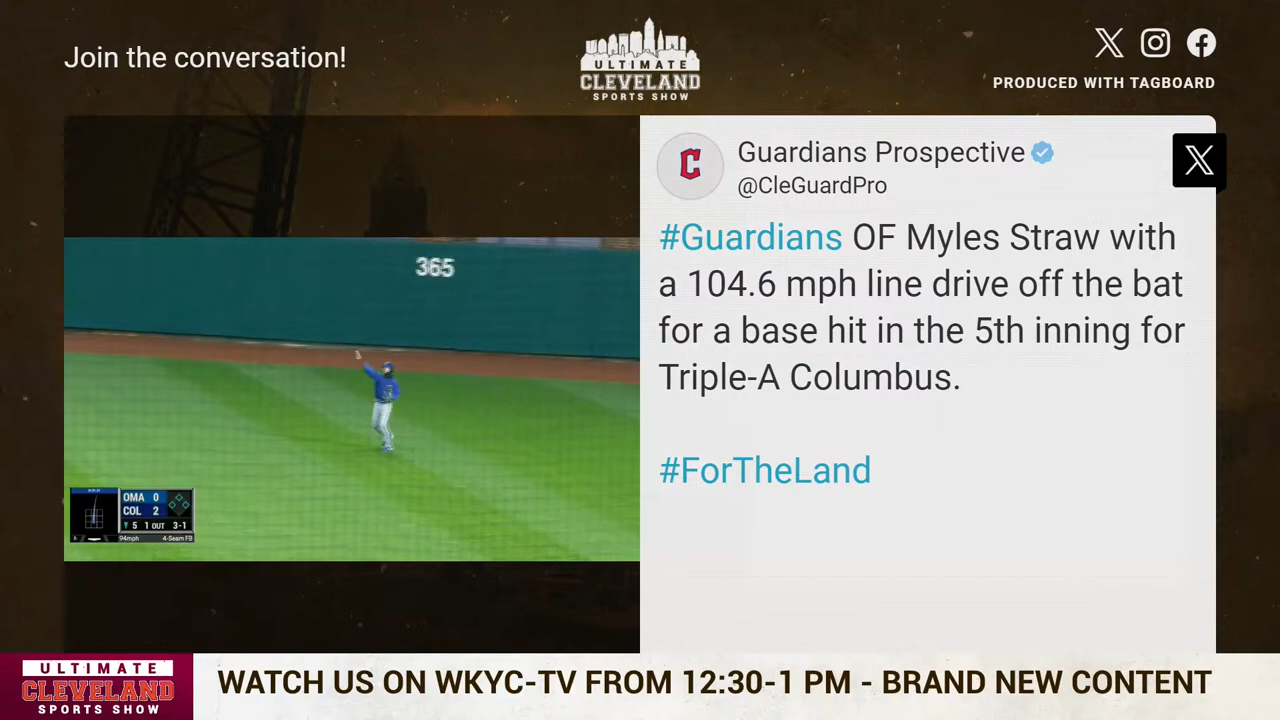 Join the conversation!
ULTIMATE
CLEVELAND
SPORTS SHOW
PRODUCED WITH TAGBOARD
365
OMA 0
COL 2
5 1 OUT 3-1
94mph 4-Seam FB
C
Guardians Prospective
@CleGuardPro
#Guardians OF Myles Straw with
a 104.6 mph line drive off the bat
for a base hit in the 5th inning for
Triple-A Columbus.
#ForTheLand
ULTIMATE
CLEVELAND
SPORTS SHOW
WATCH US ON WKYC-TV FROM 12:30-1 PM - BRAND NEW CONTENT